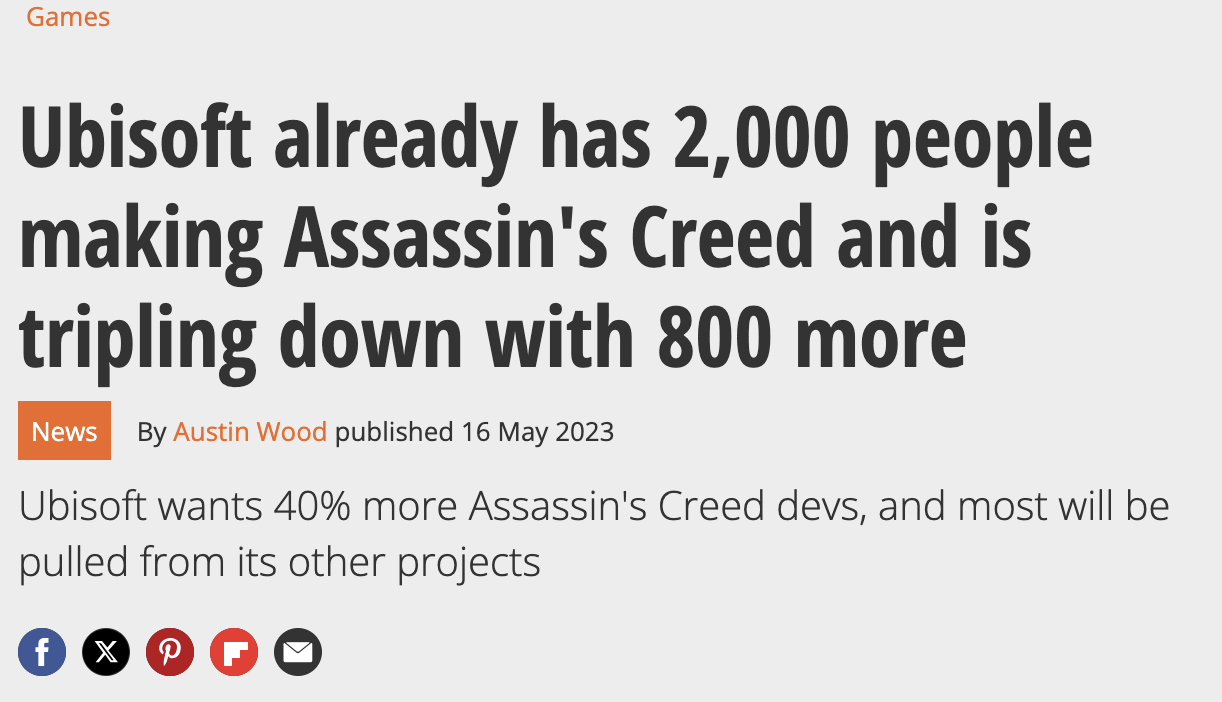 Games
Ubisoft already has 2,000 people
making Assassin's Creed and is
tripling down with 800 more
News By Austin Wood published 16 May 2023
Ubisoft wants 40% more Assassin's Creed devs, and most will be
pulled from its other projects